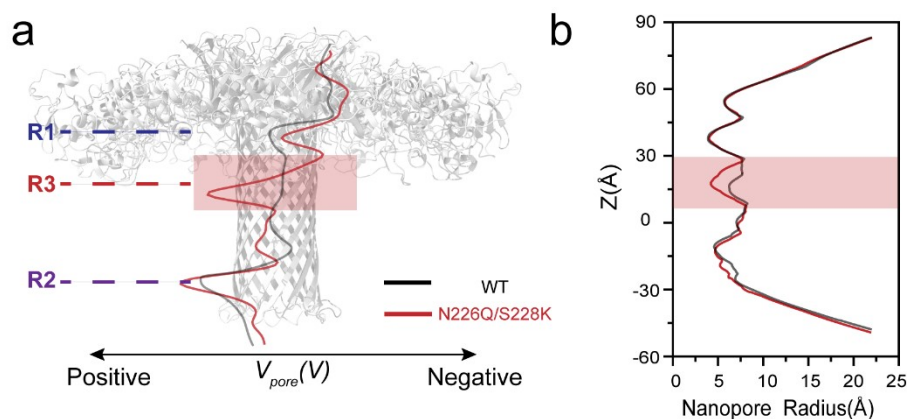 a
R1
R3
R2
WT
N226Q/S228K
Positive
V_pore(V)
Negative
b
90
60
30
0
-30
-60
Z(Å)
0 5 10 15 20 25
Nanopore Radius(Å)